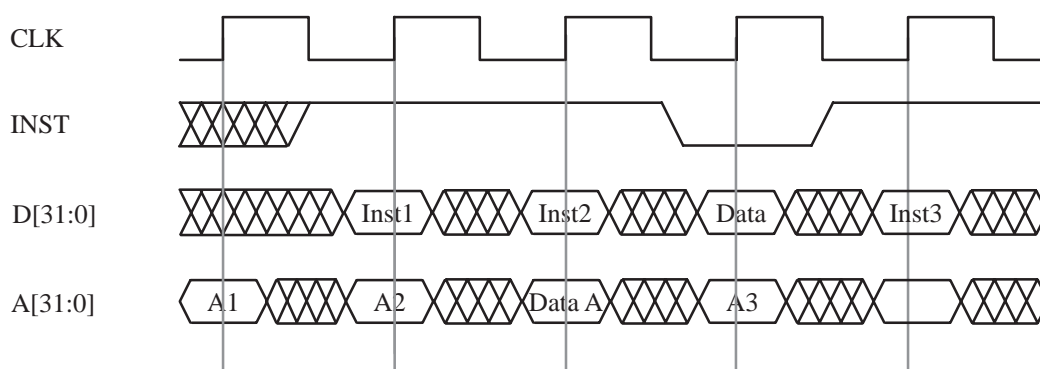 CLK
INST
D[31:0] Inst1 Inst2 Data Inst3
A[31:0] A1 A2 Data A A3